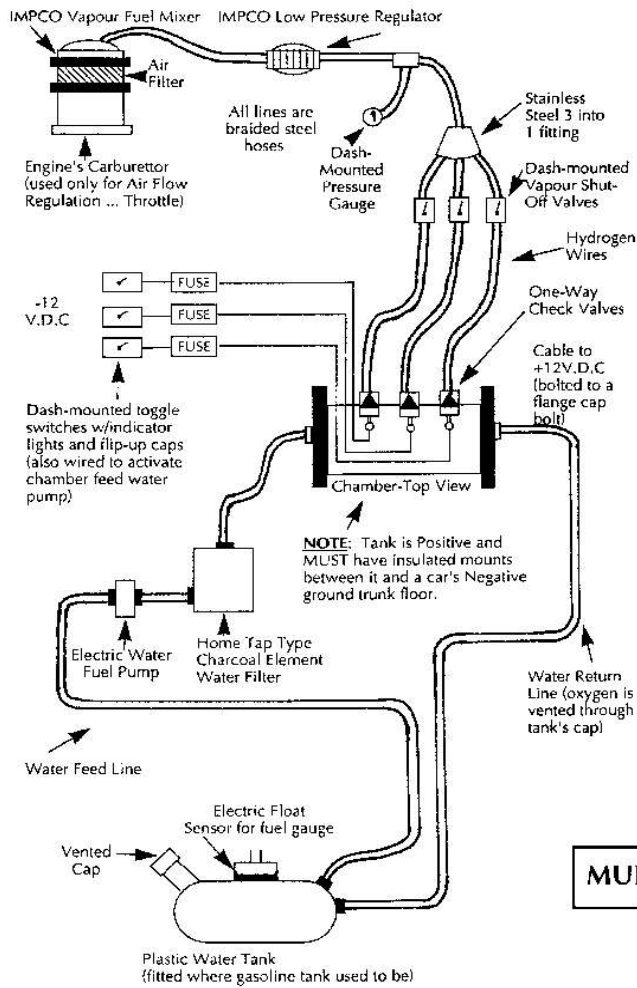 IMPCO Vapour Fuel Mixer
IMPCO Low Pressure Regulator
Air
Filter
All lines are
braided steel
hoses
Dash-
Mounted
Pressure
Gauge
Stainless
Steel 3 into
1 fitting
Engine's Carburettor
(used only for Air Flow
Regulation ... Throttle)
Dash-mounted
Vapour Shut-
Off Valves
Hydrogen
Wires
-12
V.D.C
FUSE
FUSE
FUSE
One-Way
Check Valves
Cable to
+12V.D.C
(bolted to a
flange cap
bolt)
Dash-mounted toggle
switches w/indicator
lights and flip-up caps
(also wired to activate
chamber feed water
pump)
Chamber-Top View
NOTE: Tank is Positive and
MUST have insulated mounts
between it and a car's Negative
ground trunk floor.
Electric Water
Fuel Pump
Home Tap Type
Charcoal Element
Water Filter
Water Return
Line (oxygen is
vented through
tank's cap)
Water Feed Line
Electric Float
Sensor for fuel gauge
Vented
Cap
Plastic Water Tank
(fitted where gasoline tank used to be)